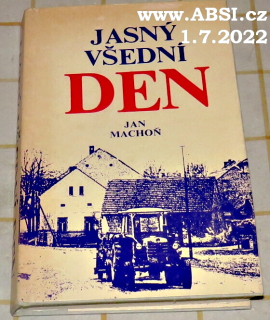 www.ABSI.cz
1.7.2022
JASNÝ
VŠEDNÍ
DEN
JAN
MACHOŇ